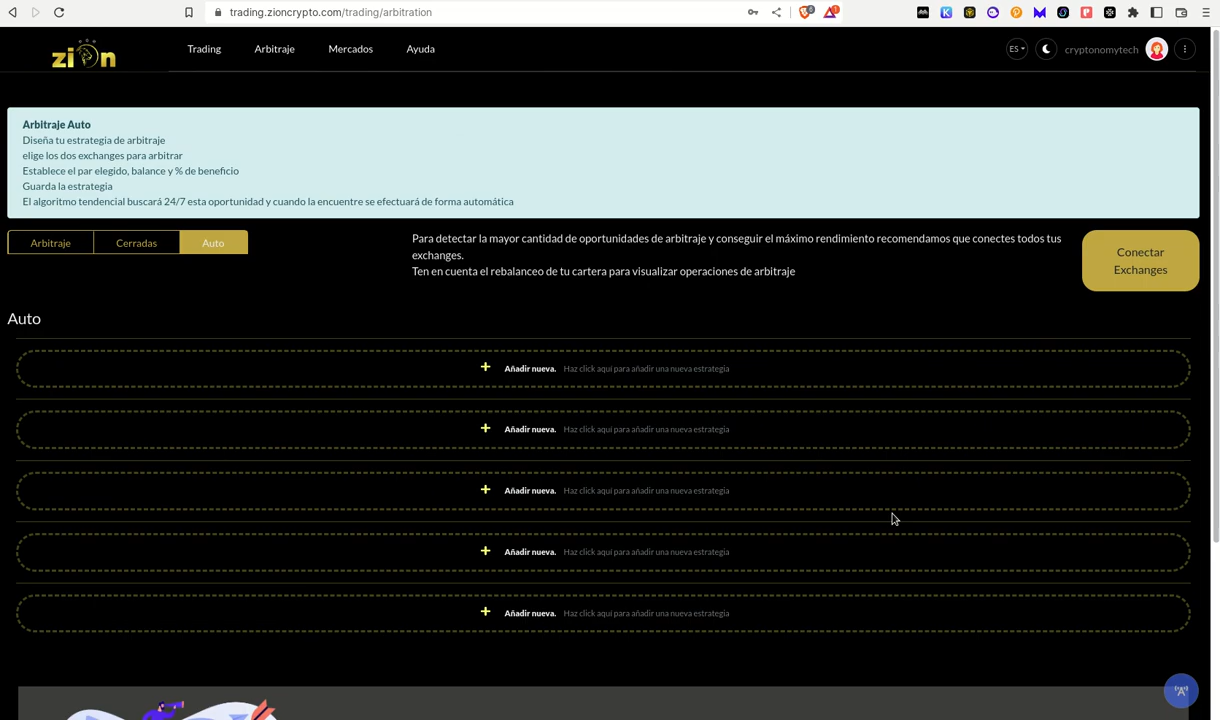 trading.zioncrypto.com/trading/arbitration
zion
Trading
Arbitraje
Mercados
Ayuda
ES
cryptonomytech
Arbitraje Auto
Diseña tu estrategia de arbitraje
elige los dos exchanges para arbitrar
Establece el par elegido, balance y % de beneficio
Guarda la estrategia
El algoritmo tendencial buscará 24/7 esta oportunidad y cuando la encuentre se efectuará de forma automática
Arbitraje
Cerradas
Auto
Para detectar la mayor cantidad de oportunidades de arbitraje y conseguir el máximo rendimiento recomendamos que conectes todos tus
exchanges.
Ten en cuenta el rebalanceo de tu cartera para visualizar operaciones de arbitraje
Conectar
Exchanges
Auto
+ Añadir nueva. Haz click aquí para añadir una nueva estrategia
+ Añadir nueva. Haz click aquí para añadir una nueva estrategia
+ Añadir nueva. Haz click aquí para añadir una nueva estrategia
+ Añadir nueva. Haz click aquí para añadir una nueva estrategia
+ Añadir nueva. Haz click aquí para añadir una nueva estrategia